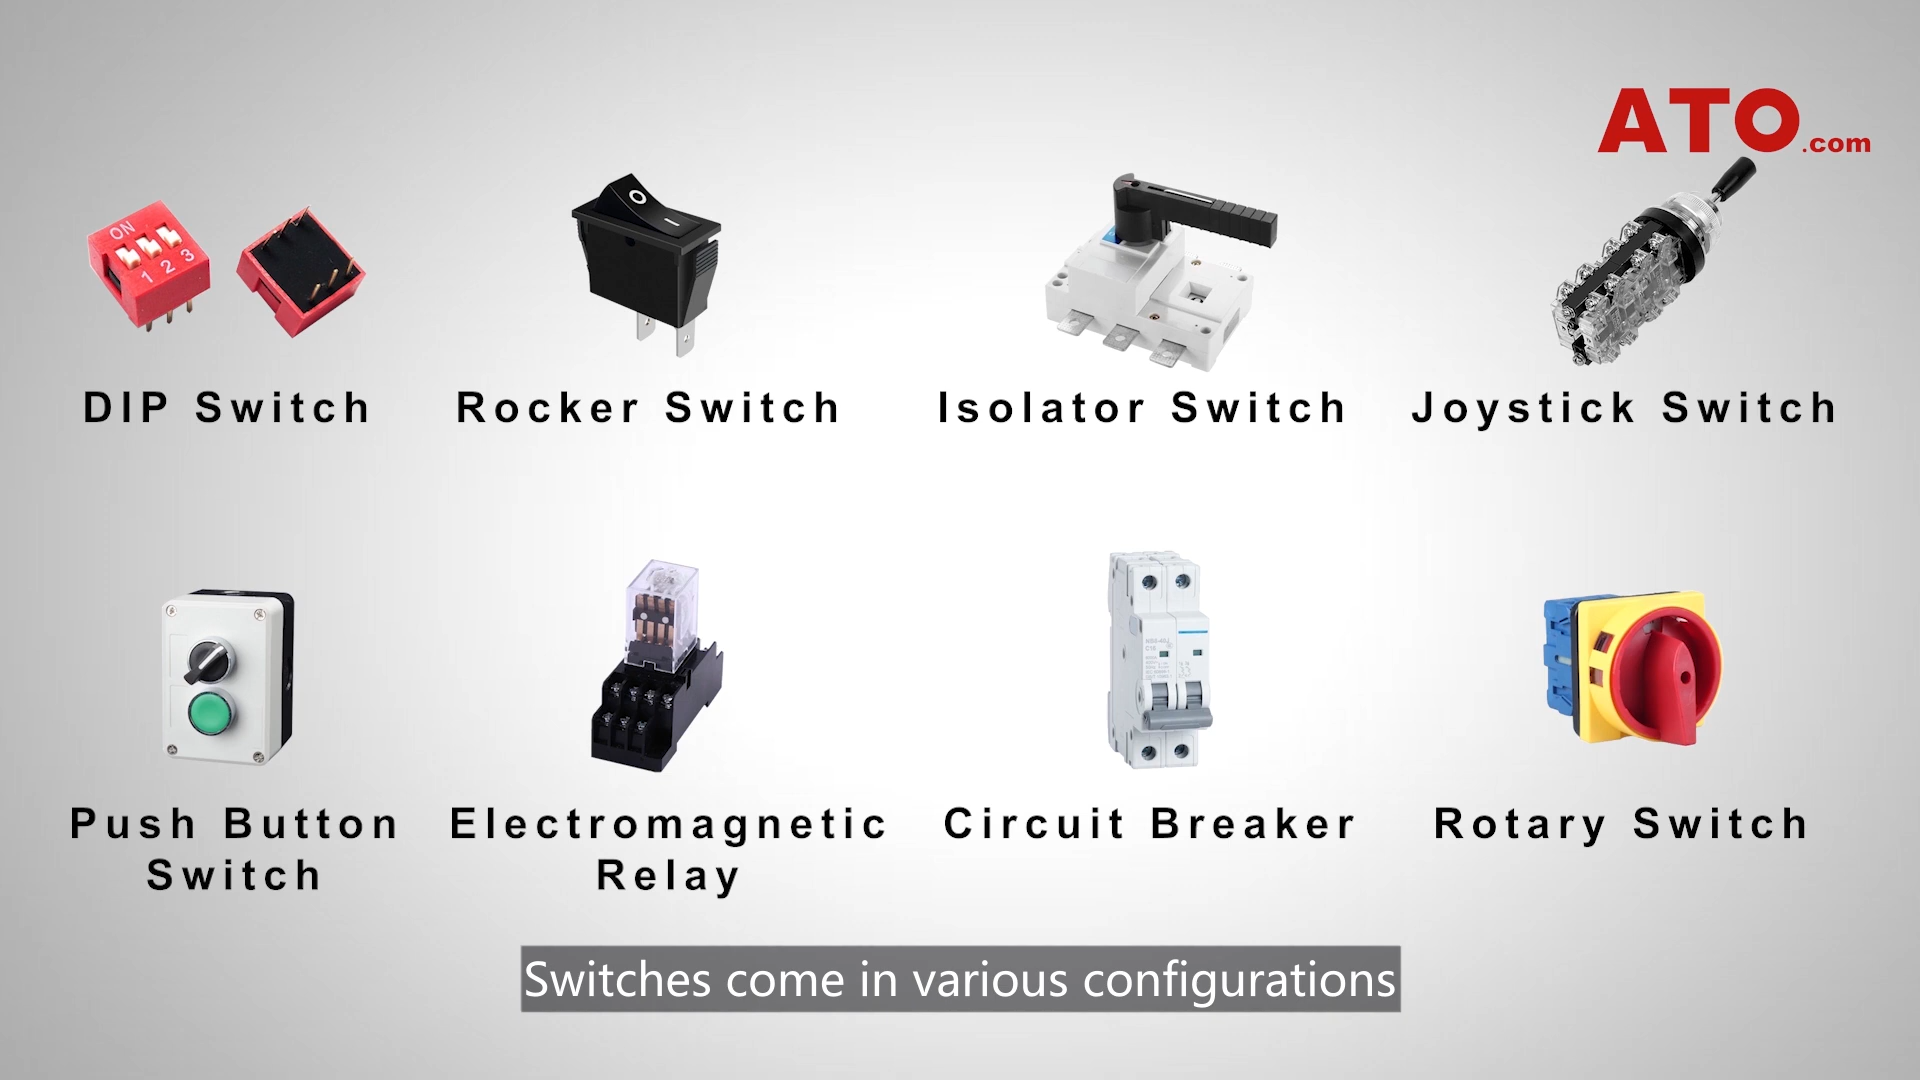 ATO.com
ON
1 2 3
DIP Switch
Rocker Switch
Isolator Switch
Joystick Switch
Push Button
Switch
Electromagnetic
Relay
Circuit Breaker
Rotary Switch
Switches come in various configurations